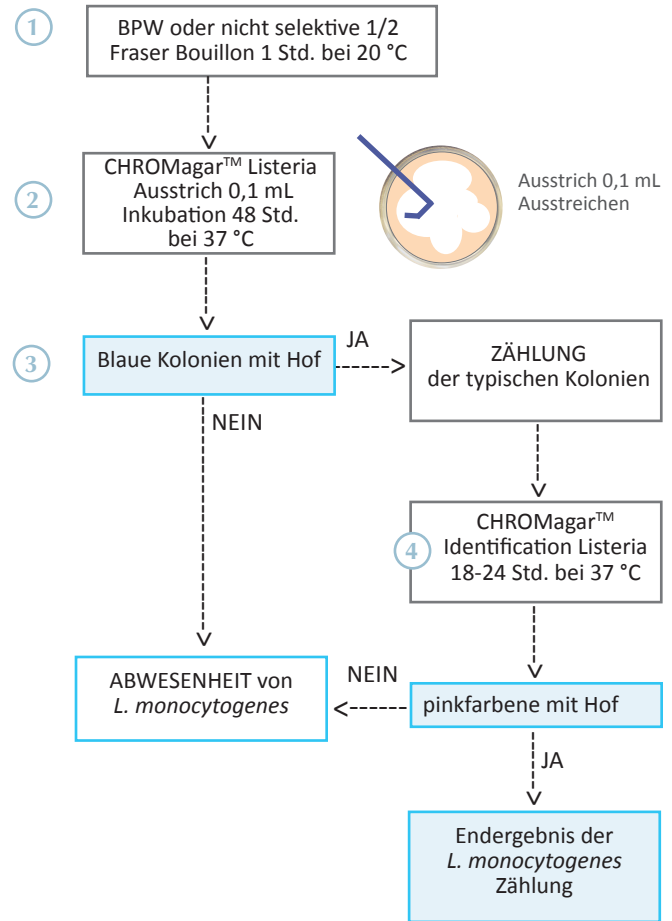 1
BPW oder nicht selektive 1/2
Fraser Bouillon 1 Std. bei 20 °C
2
CHROMagar™ Listeria
Ausstrich 0,1 mL
Inkubation 48 Std.
bei 37 °C
Ausstrich 0,1 mL
Ausstreichen
3
Blaue Kolonien mit Hof
JA
ZÄHLUNG
der typischen Kolonien
NEIN
4
CHROMagar™
Identification Listeria
18-24 Std. bei 37 °C
ABWESENHEIT von
L. monocytogenes
NEIN
pinkfarbene mit Hof
JA
Endergebnis der
L. monocytogenes
Zählung